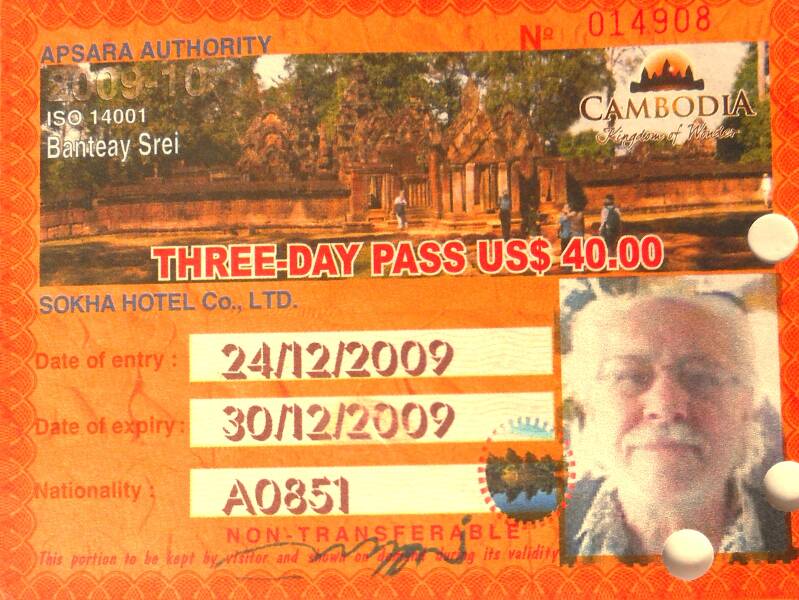 APSARA AUTHORITY
Nº 014908
2009-10
ISO 14001
Banteay Srei
CAMBODIA
Kingdom of Wonder
THREE-DAY PASS US$ 40.00
SOKHA HOTEL Co., LTD.
Date of entry : 24/12/2009
Date of expiry: 30/12/2009
Nationality : A0851
NON-TRANSFERABLE
This portion to be kept by visitor and shown on demand during its validity